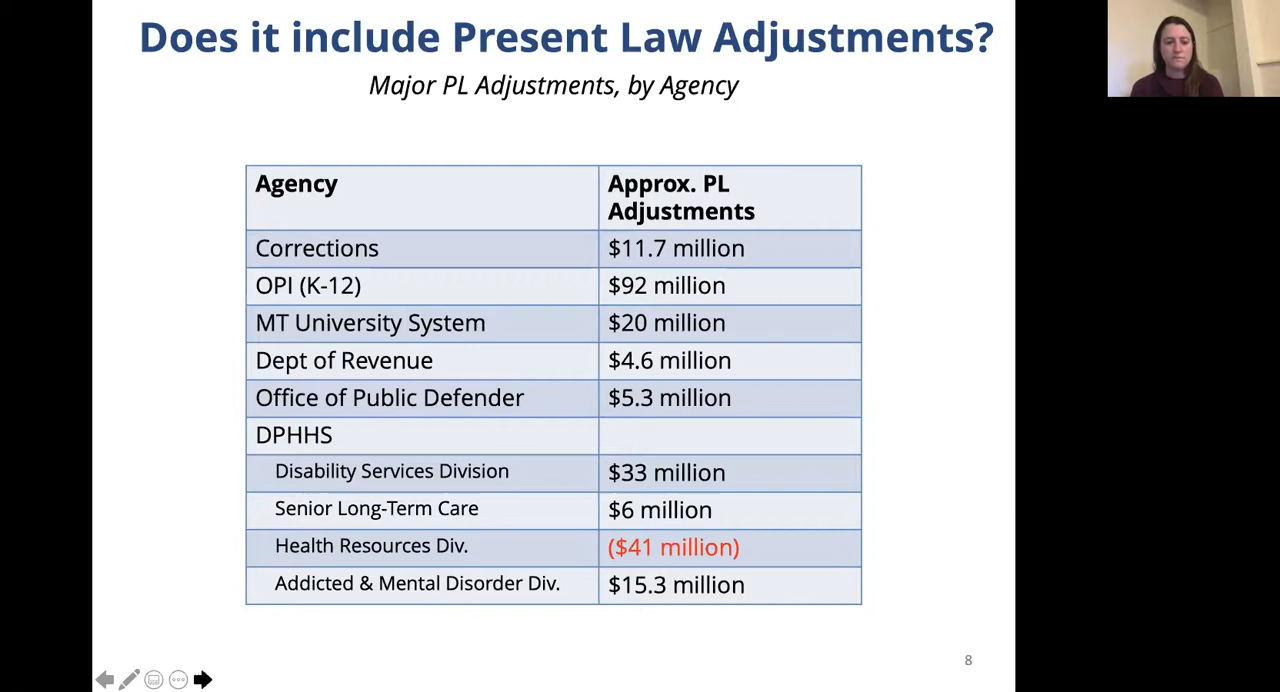 Does it include Present Law Adjustments?
Major PL Adjustments, by Agency
Agency
Approx. PL
Adjustments
Corrections
$11.7 million
OPI (K-12)
$92 million
MT University System
$20 million
Dept of Revenue
$4.6 million
Office of Public Defender
$5.3 million
DPHHS
Disability Services Division
$33 million
Senior Long-Term Care
$6 million
Health Resources Div.
($41 million)
Addicted & Mental Disorder Div.
$15.3 million
8